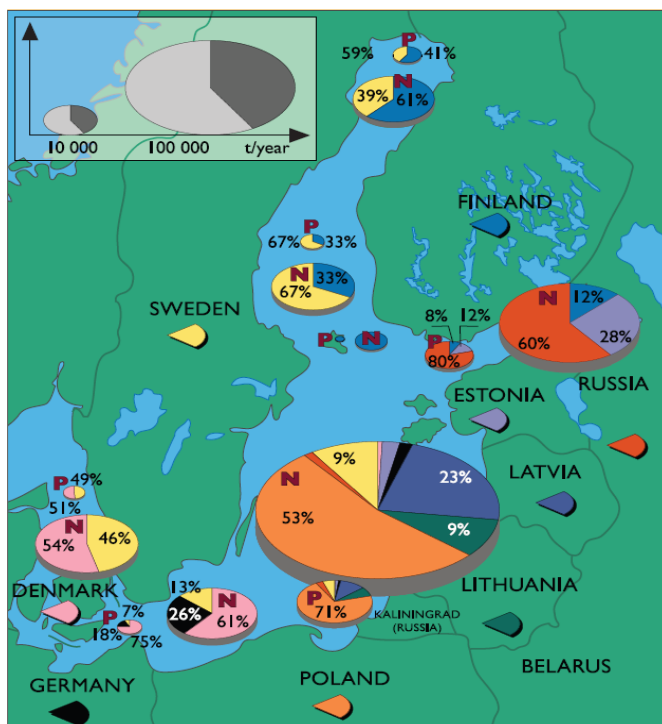 10 000
100 000
t/year
P
59%
41%
N
39%
61%
FINLAND
P
67%
33%
N
33%
67%
SWEDEN
P
N
8%
12%
P
80%
N
12%
28%
60%
ESTONIA
RUSSIA
9%
N
23%
53%
9%
LATVIA
49%
P
51%
N
54%
46%
DENMARK
LITHUANIA
7%
P
18%
75%
13%
N
26%
61%
P
71%
KALININGRAD
(RUSSIA)
BELARUS
GERMANY
POLAND